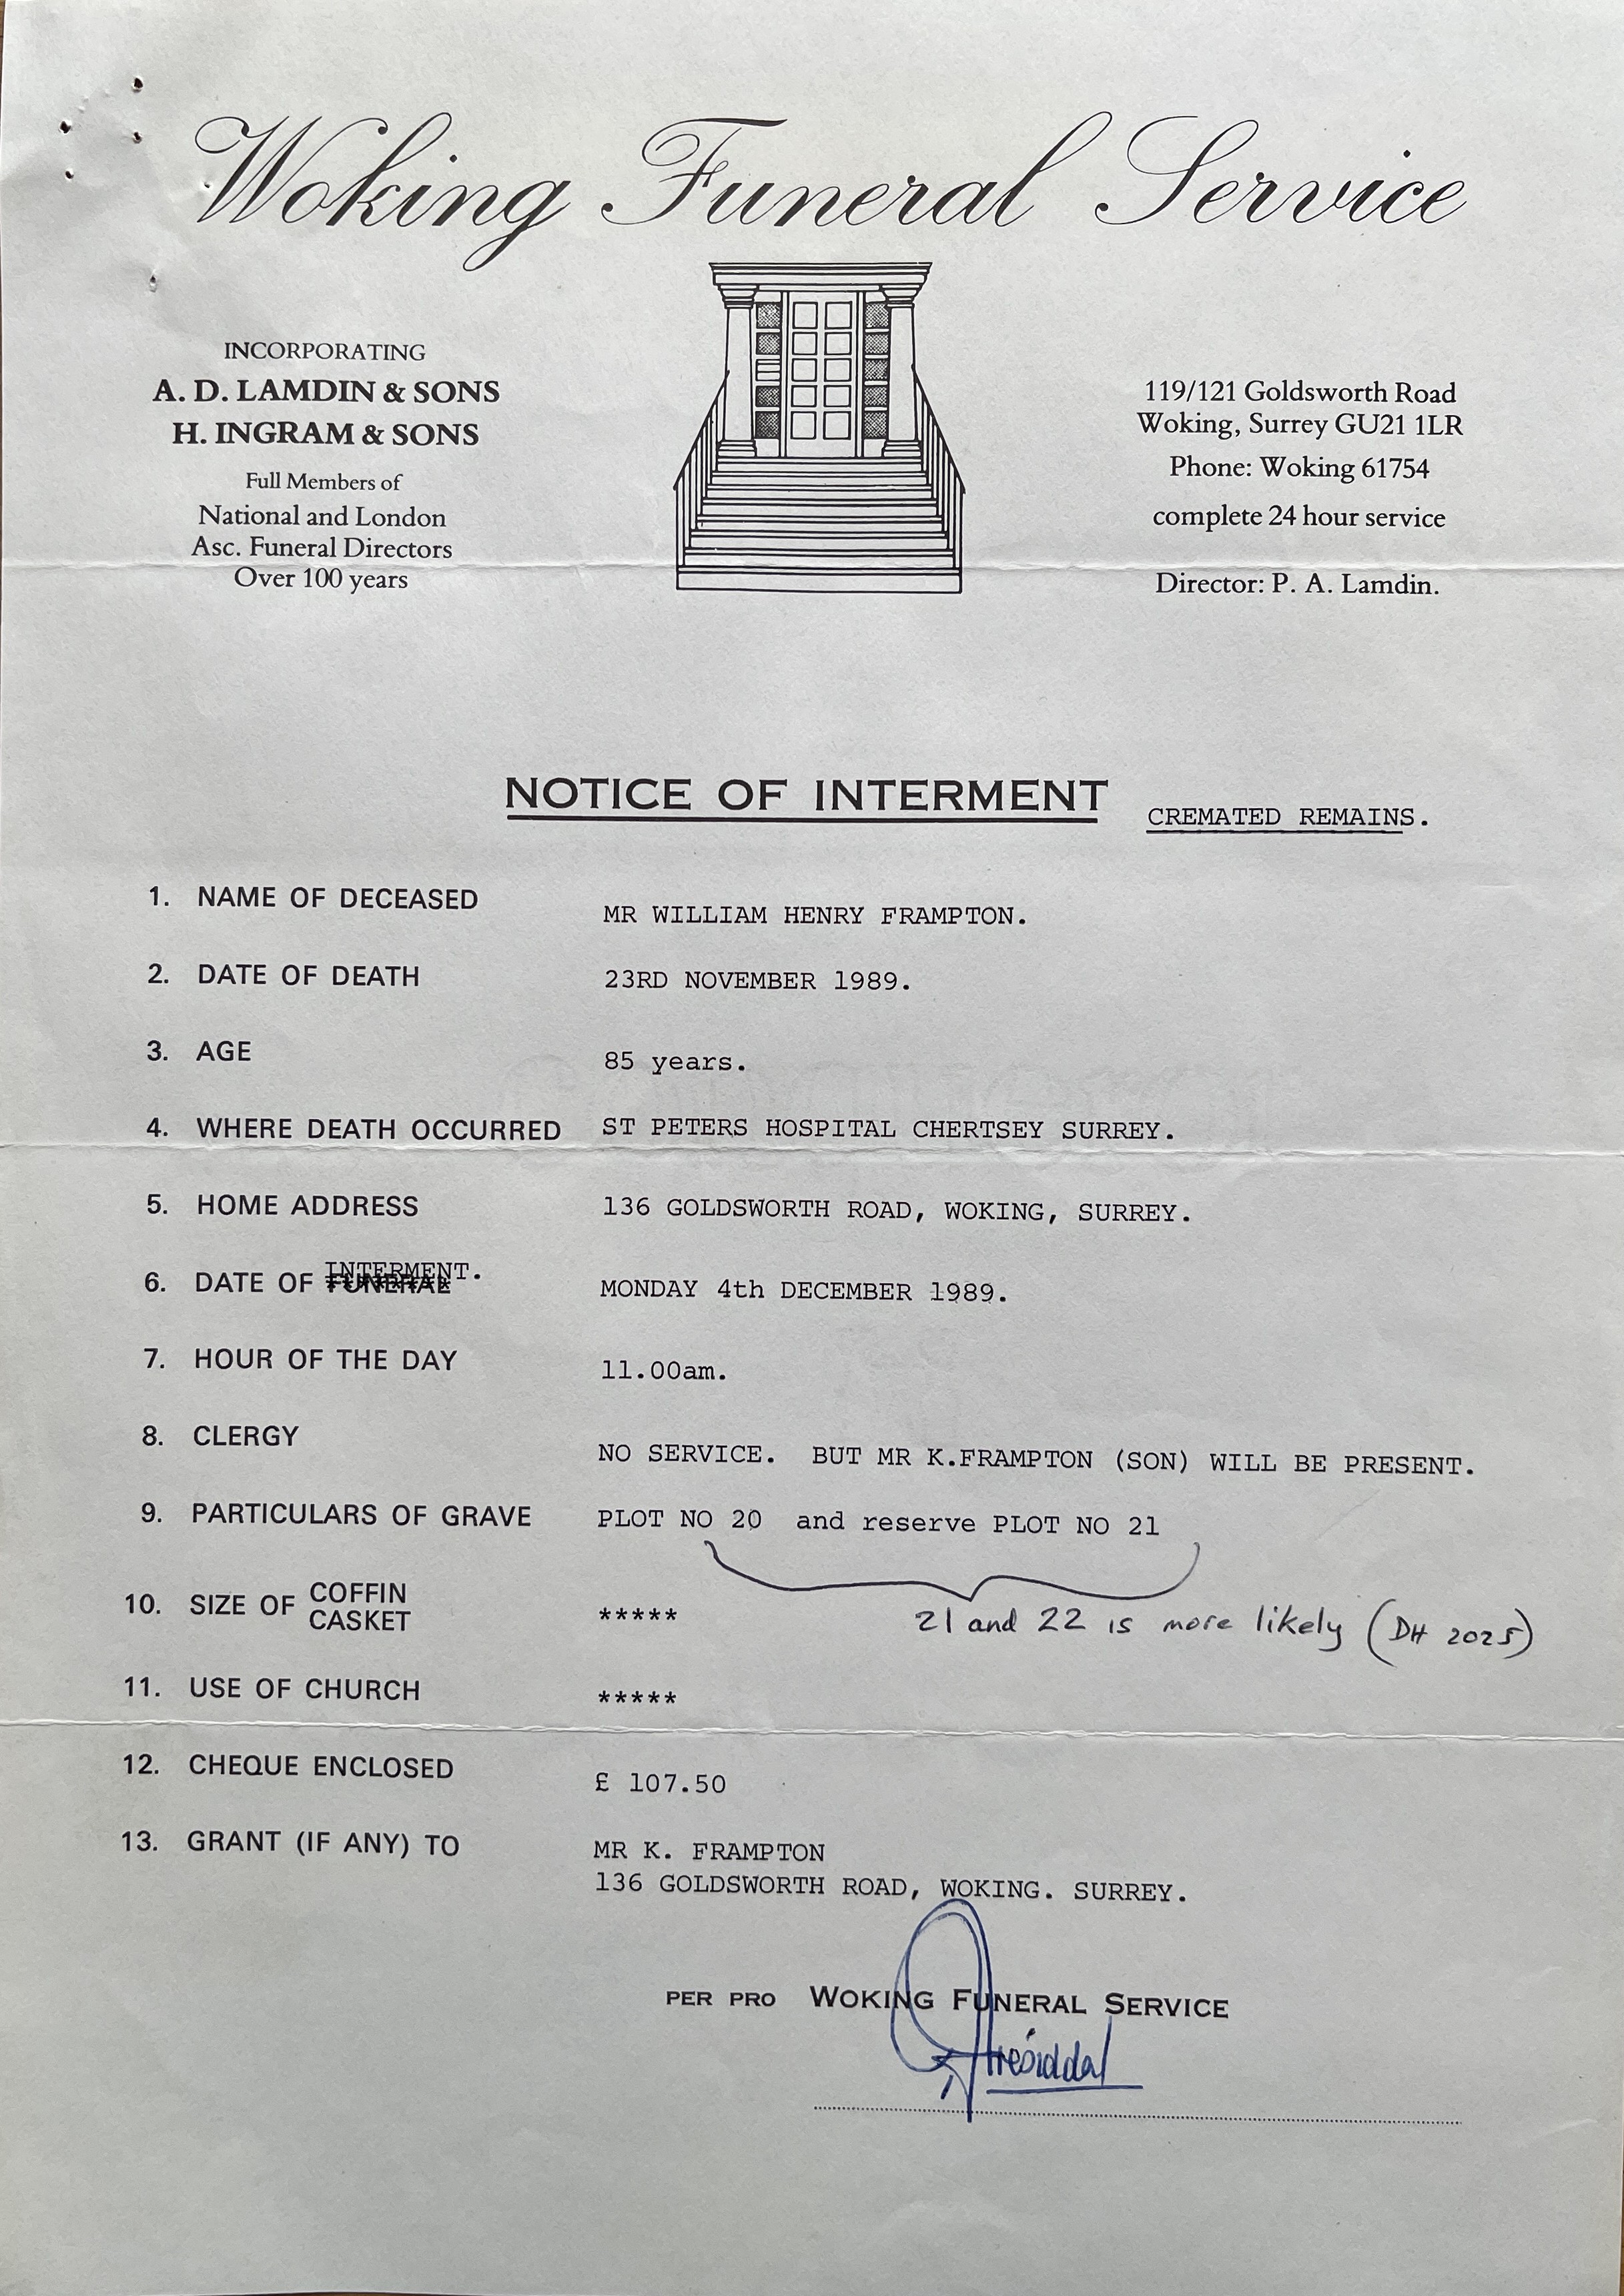 Woking Funeral Service
INCORPORATING
A. D. LAMDIN & SONS
H. INGRAM & SONS
Full Members of
National and London
Asc. Funeral Directors
Over 100 years
119/121 Goldsworth Road
Woking, Surrey GU21 1LR
Phone: Woking 61754
complete 24 hour service
Director: P. A. Lamdin.
NOTICE OF INTERMENT CREMATED REMAINS.
1. NAME OF DECEASED MR WILLIAM HENRY FRAMPTON.
2. DATE OF DEATH 23RD NOVEMBER 1989.
3. AGE 85 years.
4. WHERE DEATH OCCURRED ST PETERS HOSPITAL CHERTSEY SURREY.
5. HOME ADDRESS 136 GOLDSWORTH ROAD, WOKING, SURREY.
INTERMENT.
6. DATE OF FUNERAL MONDAY 4th DECEMBER 1989.
7. HOUR OF THE DAY 11.00am.
8. CLERGY NO SERVICE. BUT MR K.FRAMPTON (SON) WILL BE PRESENT.
9. PARTICULARS OF GRAVE PLOT NO 20 and reserve PLOT NO 21
10. SIZE OF COFFIN CASKET ***** 21 and 22 is more likely (DH 2025)
11. USE OF CHURCH *****
12. CHEQUE ENCLOSED £ 107.50
13. GRANT (IF ANY) TO MR K. FRAMPTON
136 GOLDSWORTH ROAD, WOKING. SURREY.
PER PRO WOKING FUNERAL SERVICE